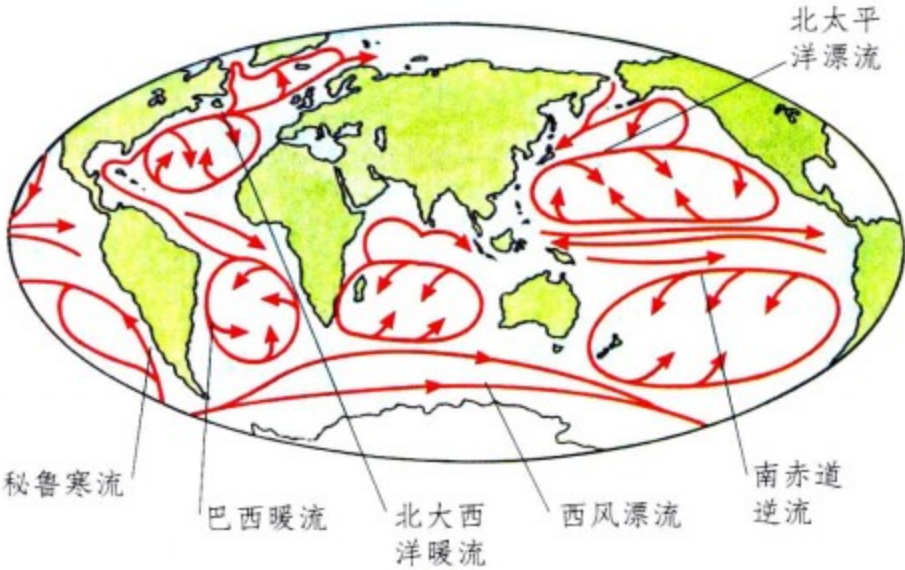 北太平
洋漂流
秘鲁寒流
巴西暖流
北大西
洋暖流
西风漂流
南赤道
逆流